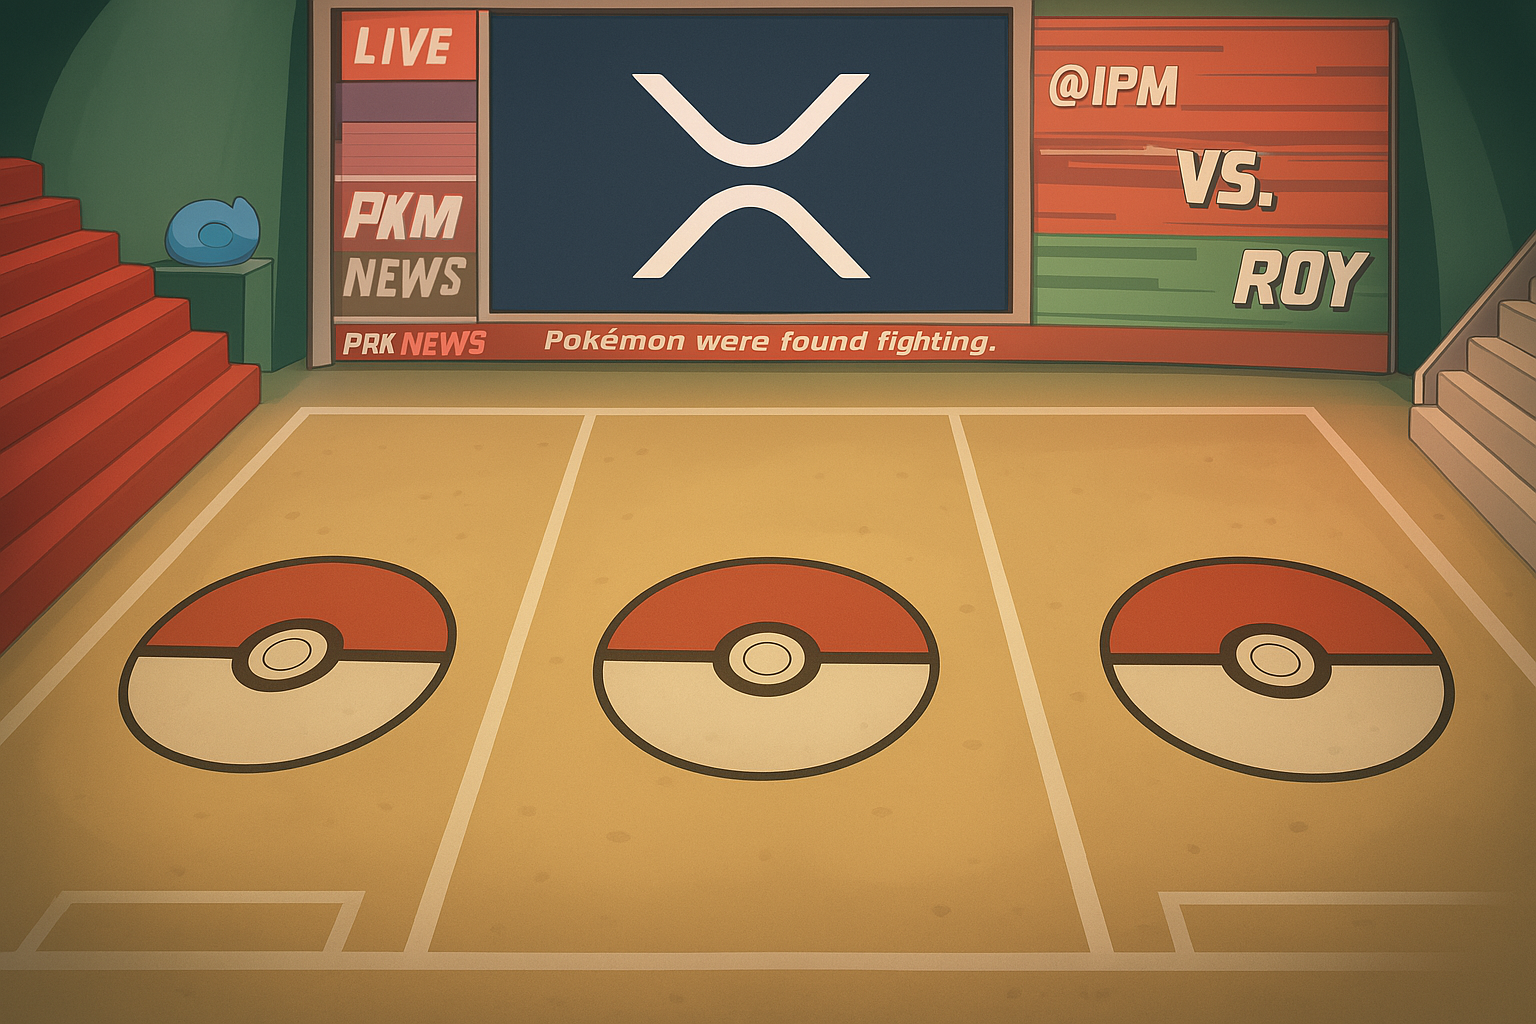 LIVE
PKM
NEWS
@IPM
VS.
ROY
PRK NEWS
Pokémon were found fighting.